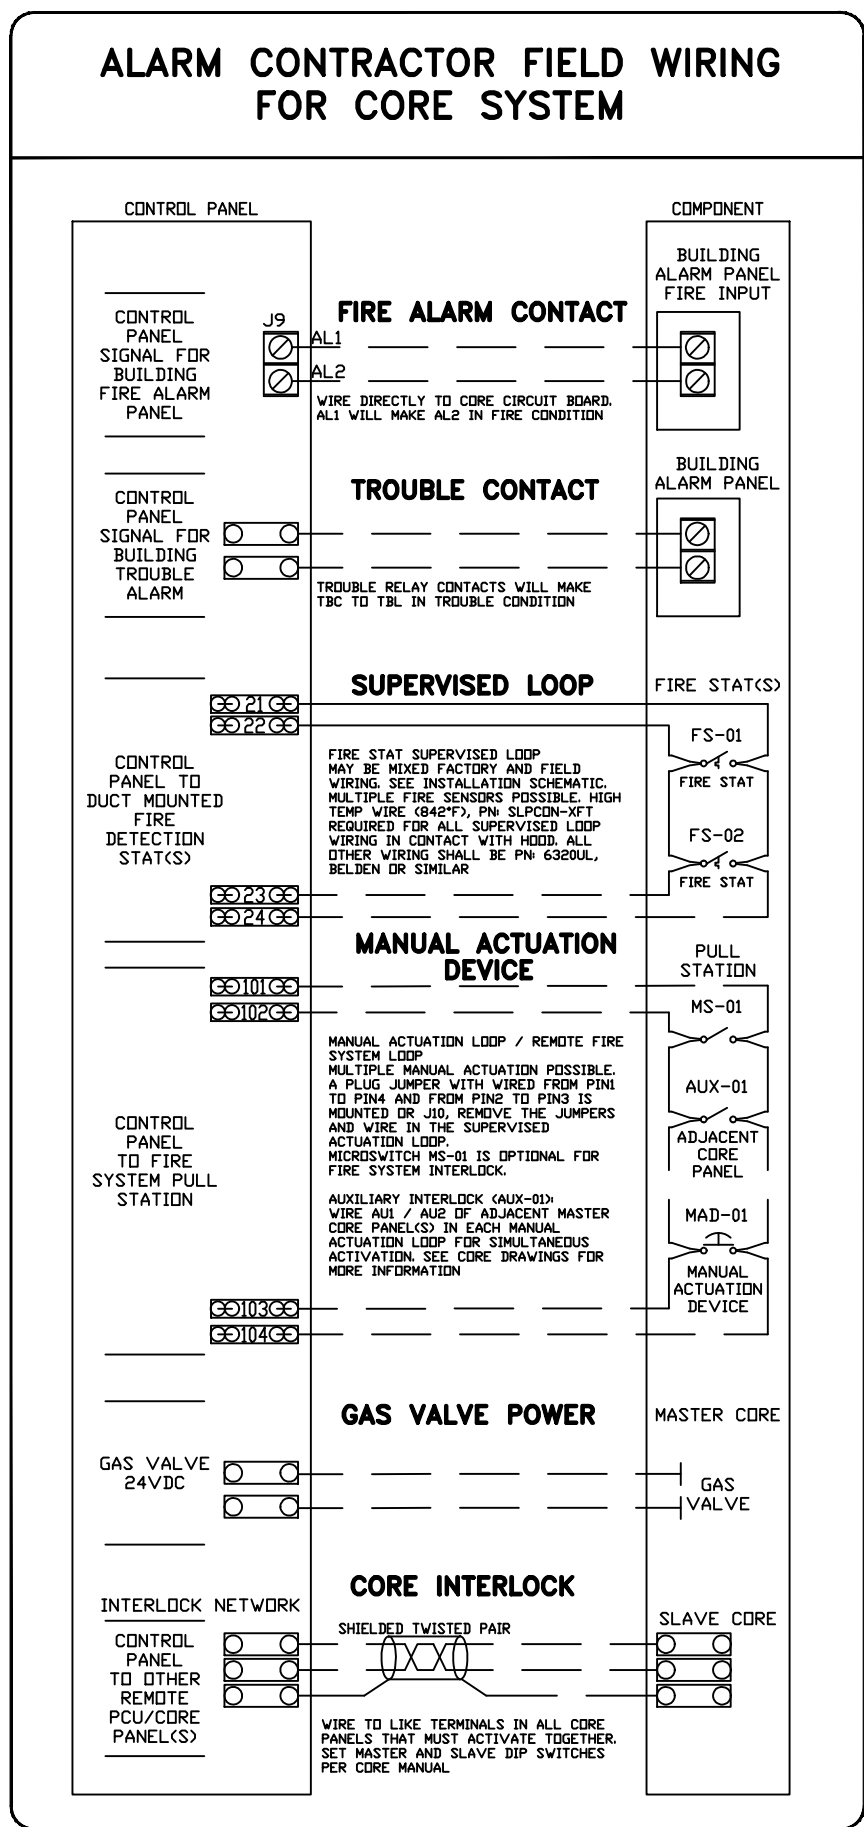 ALARM CONTRACTOR FIELD WIRING
FOR CORE SYSTEM
CONTROL PANEL
COMPONENT
CONTROL
PANEL
SIGNAL FOR
BUILDING
FIRE ALARM
PANEL
J9
FIRE ALARM CONTACT
AL1
AL2
WIRE DIRECTLY TO CORE CIRCUIT BOARD.
AL1 WILL MAKE AL2 IN FIRE CONDITION
BUILDING
ALARM PANEL
FIRE INPUT
CONTROL
PANEL
SIGNAL FOR
BUILDING
TROUBLE
ALARM
TROUBLE CONTACT
TROUBLE RELAY CONTACTS WILL MAKE
TBC TO TBL IN TROUBLE CONDITION
BUILDING
ALARM PANEL
CONTROL
PANEL TO
DUCT MOUNTED
FIRE
DETECTION
STAT(S)
21
22
23
24
SUPERVISED LOOP
FIRE STAT SUPERVISED LOOP
MAY BE MIXED FACTORY AND FIELD
WIRING. SEE INSTALLATION SCHEMATIC.
MULTIPLE FIRE SENSORS POSSIBLE. HIGH
TEMP WIRE (842°F), PN: SLPCON-XFT
REQUIRED FOR ALL SUPERVISED LOOP
WIRING IN CONTACT WITH HOOD. ALL
OTHER WIRING SHALL BE PN: 6320UL,
BELDEN OR SIMILAR
FIRE STAT(S)
FS-01
FIRE STAT
FS-02
FIRE STAT
CONTROL
PANEL
TO FIRE
SYSTEM PULL
STATION
101
102
103
104
MANUAL ACTUATION
DEVICE
MANUAL ACTUATION LOOP / REMOTE FIRE
SYSTEM LOOP
MULTIPLE MANUAL ACTUATION POSSIBLE.
A PLUG JUMPER WITH WIRED FROM PIN1
TO PIN4 AND FROM PIN2 TO PIN3 IS
MOUNTED OR J10, REMOVE THE JUMPERS
AND WIRE IN THE SUPERVISED
ACTUATION LOOP.
MICROSWITCH MS-01 IS OPTIONAL FOR
FIRE SYSTEM INTERLOCK.
AUXILIARY INTERLOCK (AUX-01):
WIRE AU1 / AU2 OF ADJACENT MASTER
CORE PANEL(S) IN EACH MANUAL
ACTUATION LOOP FOR SIMULTANEOUS
ACTIVATION. SEE CORE DRAWINGS FOR
MORE INFORMATION
PULL
STATION
MS-01
AUX-01
ADJACENT
CORE
PANEL
MAD-01
MANUAL
ACTUATION
DEVICE
GAS VALVE
24VDC
GAS VALVE POWER
MASTER CORE
GAS
VALVE
INTERLOCK NETWORK
CONTROL
PANEL
TO OTHER
REMOTE
PCU/CORE
PANEL(S)
CORE INTERLOCK
SHIELDED TWISTED PAIR
WIRE TO LIKE TERMINALS IN ALL CORE
PANELS THAT MUST ACTIVATE TOGETHER.
SET MASTER AND SLAVE DIP SWITCHES
PER CORE MANUAL
SLAVE CORE